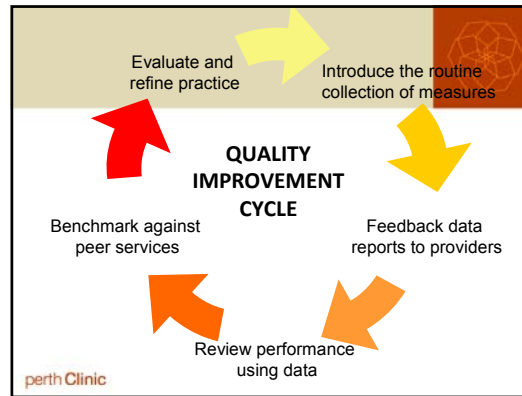 Evaluate and
refine practice
Introduce the routine
collection of measures
QUALITY
IMPROVEMENT
CYCLE
Benchmark against
peer services
Feedback data
reports to providers
Review performance
using data
perth Clinic